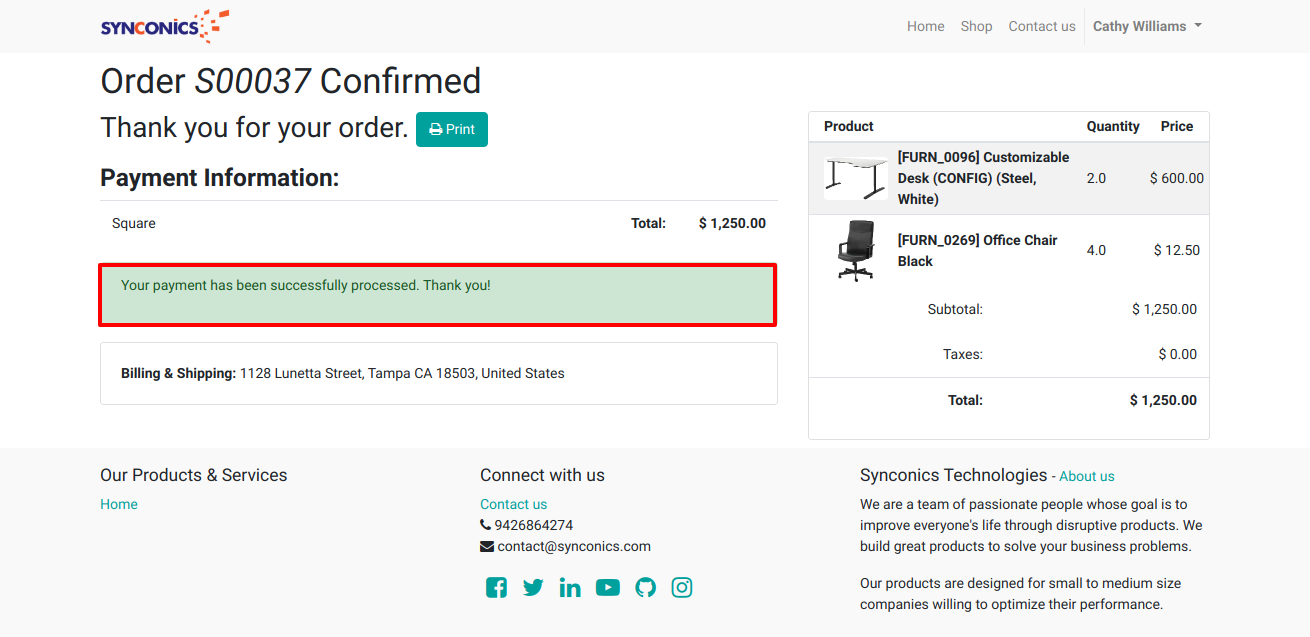 SYNCONICS
Home Shop Contact us Cathy Williams
Order S00037 Confirmed
Thank you for your order. Print
Payment Information:
Square Total: $ 1,250.00
Your payment has been successfully processed. Thank you!
Billing & Shipping: 1128 Lunetta Street, Tampa CA 18503, United States
Product Quantity Price
[FURN_0096] Customizable
Desk (CONFIG) (Steel, 2.0 $ 600.00
White)
[FURN_0269] Office Chair
Black 4.0 $ 12.50
Subtotal: $ 1,250.00
Taxes: $ 0.00
Total: $ 1,250.00
Our Products & Services
Home
Connect with us
Contact us
9426864274
contact@synconics.com
Synconics Technologies - About us
We are a team of passionate people whose goal is to
improve everyone's life through disruptive products. We
build great products to solve your business problems.
Our products are designed for small to medium size
companies willing to optimize their performance.